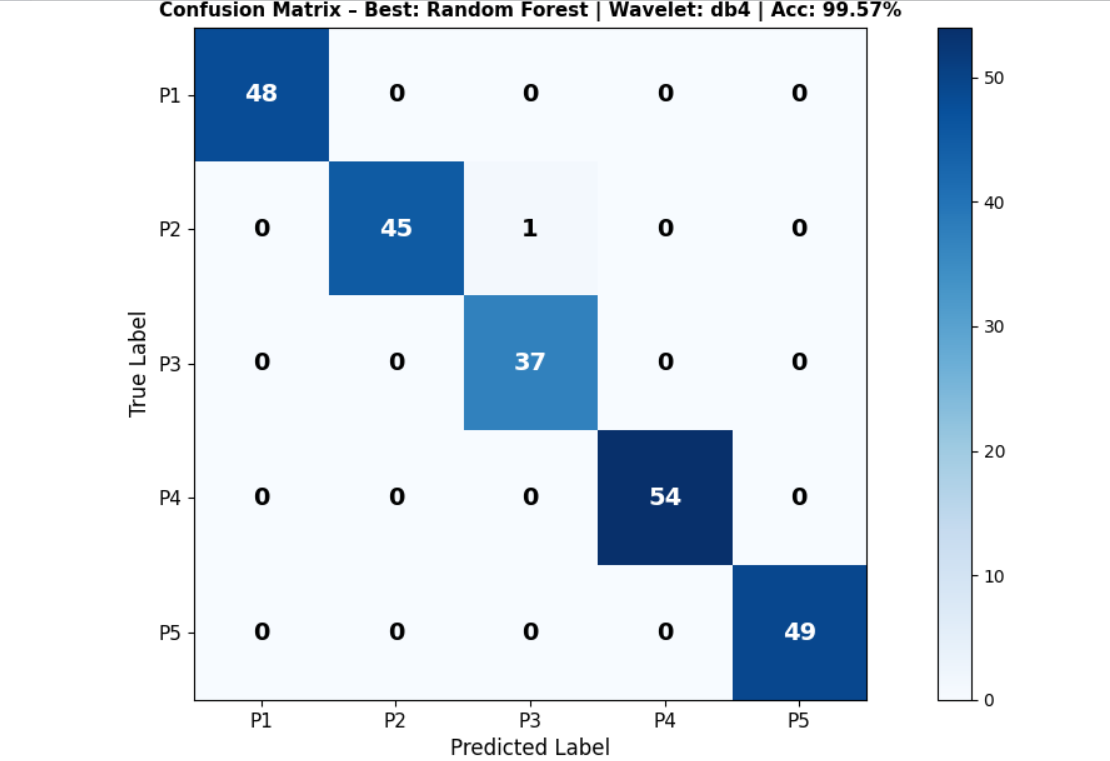 Confusion Matrix – Best: Random Forest | Wavelet: db4 | Acc: 99.57%
P1 48 0 0 0 0
P2 0 45 1 0 0
P3 0 0 37 0 0
P4 0 0 0 54 0
P5 0 0 0 0 49
P1 P2 P3 P4 P5
Predicted Label
True Label
50
40
30
20
10
0